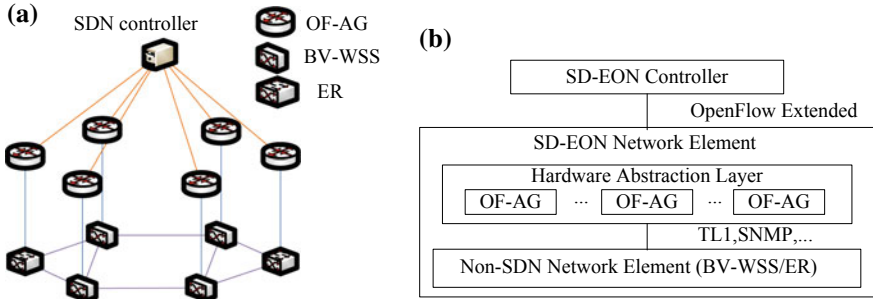 (a)
SDN controller
OF-AG
BV-WSS
ER
(b)
SD-EON Controller
OpenFlow Extended
SD-EON Network Element
Hardware Abstraction Layer
OF-AG ... OF-AG ... OF-AG
TL1,SNMP,...
Non-SDN Network Element (BV-WSS/ER)